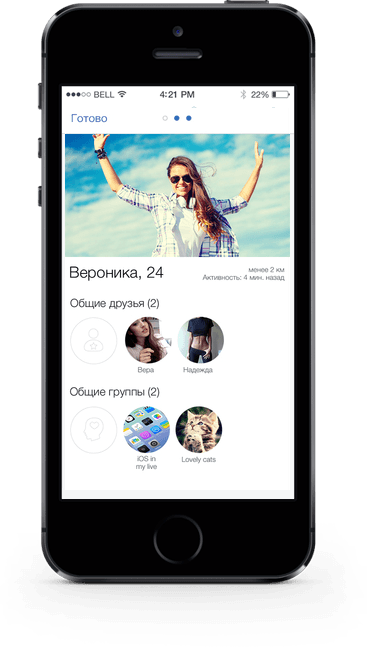 BELL 4:21 PM 22%
Готово
Вероника, 24
менее 2 км
Активность: 4 мин. назад
Общие друзья (2)
Вера Надежда
Общие группы (2)
iOS in
my live
Lovely cats